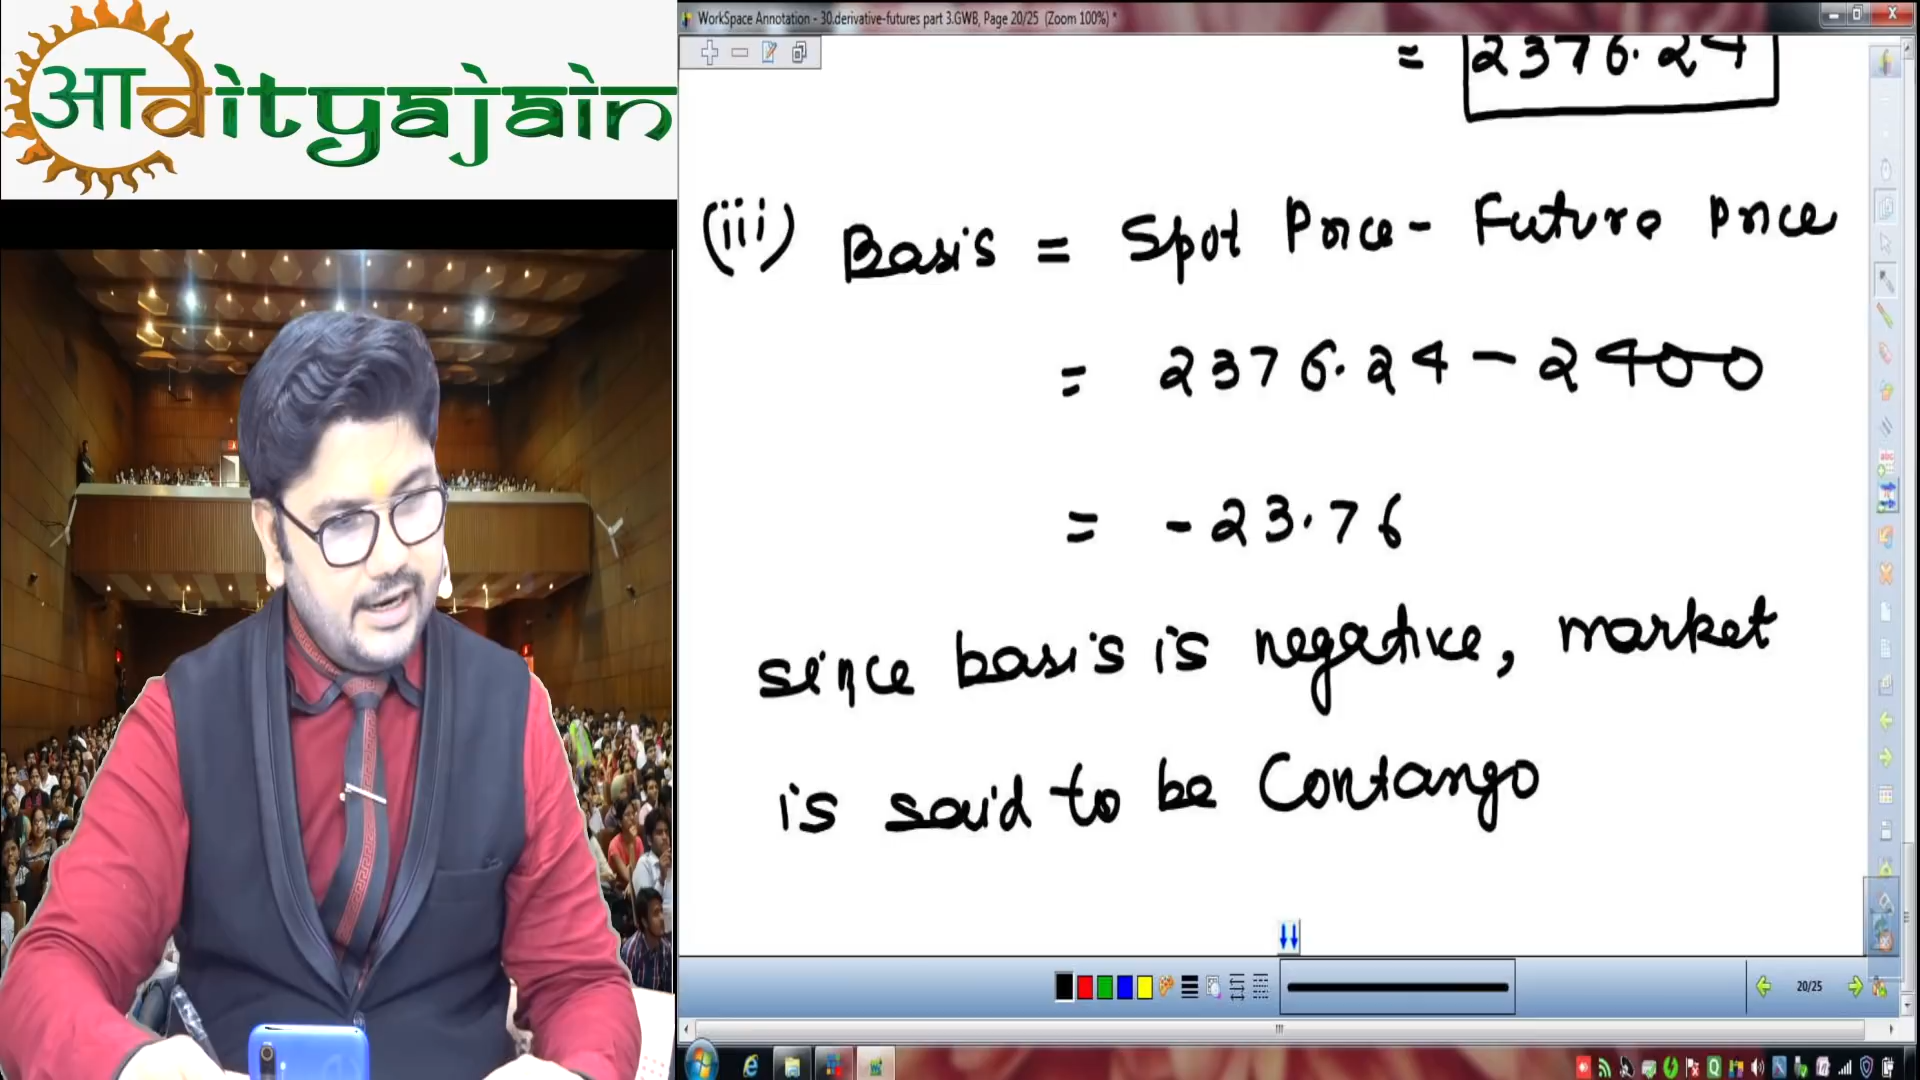 आdityajain
WorkSpace Annotation - 30.derivative-futures part 3.GWB, Page 20/25 (Zoom 100%) *
= 2376.24
(iii) Basis = Spot Price - Future Price
= 2376.24 - 2400
= -23.76
since basis is negative, market
is said to be Contango
20/25